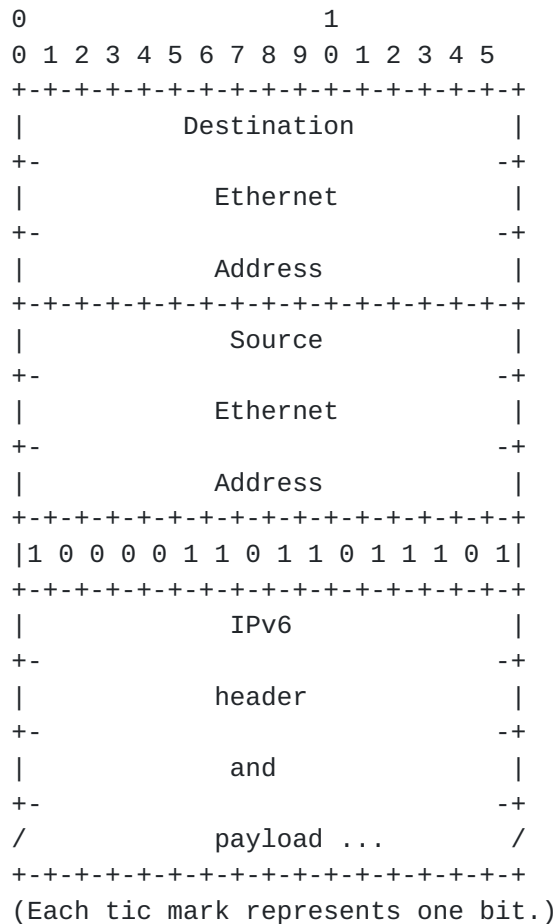 0                   1
0 1 2 3 4 5 6 7 8 9 0 1 2 3 4 5
+-+-+-+-+-+-+-+-+-+-+-+-+-+-+-+-+
|          Destination          |
+-                             -+
|            Ethernet           |
+-                             -+
|            Address            |
+-+-+-+-+-+-+-+-+-+-+-+-+-+-+-+-+
|             Source            |
+-                             -+
|            Ethernet           |
+-                             -+
|            Address            |
+-+-+-+-+-+-+-+-+-+-+-+-+-+-+-+-+
|1 0 0 0 0 1 1 0 1 1 0 1 1 1 0 1|
+-+-+-+-+-+-+-+-+-+-+-+-+-+-+-+-+
|             IPv6              |
+-                             -+
|            header             |
+-                             -+
|             and               |
+-                             -+
/            payload ...        /
+-+-+-+-+-+-+-+-+-+-+-+-+-+-+-+-+
(Each tic mark represents one bit.)